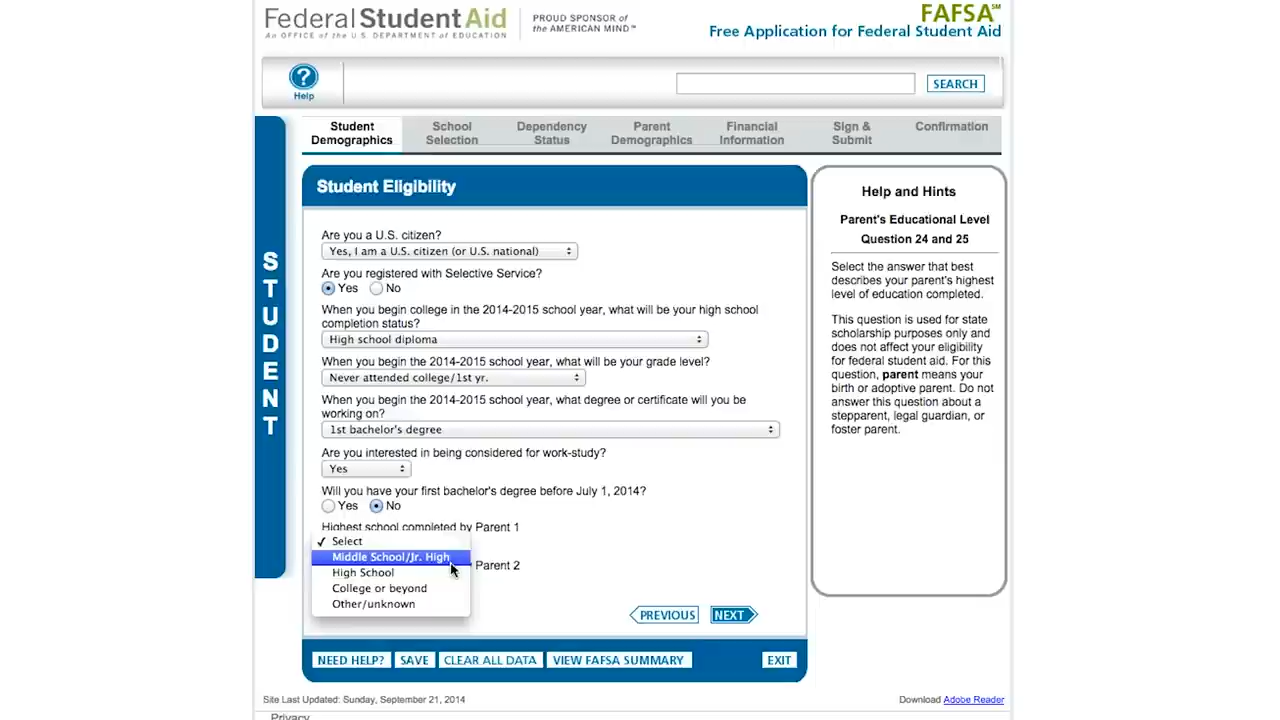 Federal Student Aid
An OFFICE of the U.S. DEPARTMENT of EDUCATION
PROUD SPONSOR of
the AMERICAN MIND™
FAFSA℠
Free Application for Federal Student Aid
?
Help
SEARCH
Student
Demographics
School
Selection
Dependency
Status
Parent
Demographics
Financial
Information
Sign &
Submit
Confirmation
STUDENT
Student Eligibility
Are you a U.S. citizen?
Yes, I am a U.S. citizen (or U.S. national)
Are you registered with Selective Service?
Yes No
When you begin college in the 2014-2015 school year, what will be your high school
completion status?
High school diploma
When you begin the 2014-2015 school year, what will be your grade level?
Never attended college/1st yr.
When you begin the 2014-2015 school year, what degree or certificate will you be
working on?
1st bachelor's degree
Are you interested in being considered for work-study?
Yes
Will you have your first bachelor's degree before July 1, 2014?
Yes No
Highest school completed by Parent 1
✓ Select
Middle School/Jr. High
Parent 2
High School
College or beyond
Other/unknown
PREVIOUS
NEXT
NEED HELP?
SAVE
CLEAR ALL DATA
VIEW FAFSA SUMMARY
EXIT
Help and Hints
Parent's Educational Level
Question 24 and 25
Select the answer that best
describes your parent's highest
level of education completed.
This question is used for state
scholarship purposes only and
does not affect your eligibility
for federal student aid. For this
question, parent means your
birth or adoptive parent. Do not
answer this question about a
stepparent, legal guardian, or
foster parent.
Site Last Updated: Sunday, September 21, 2014
Download Adobe Reader
Privacy